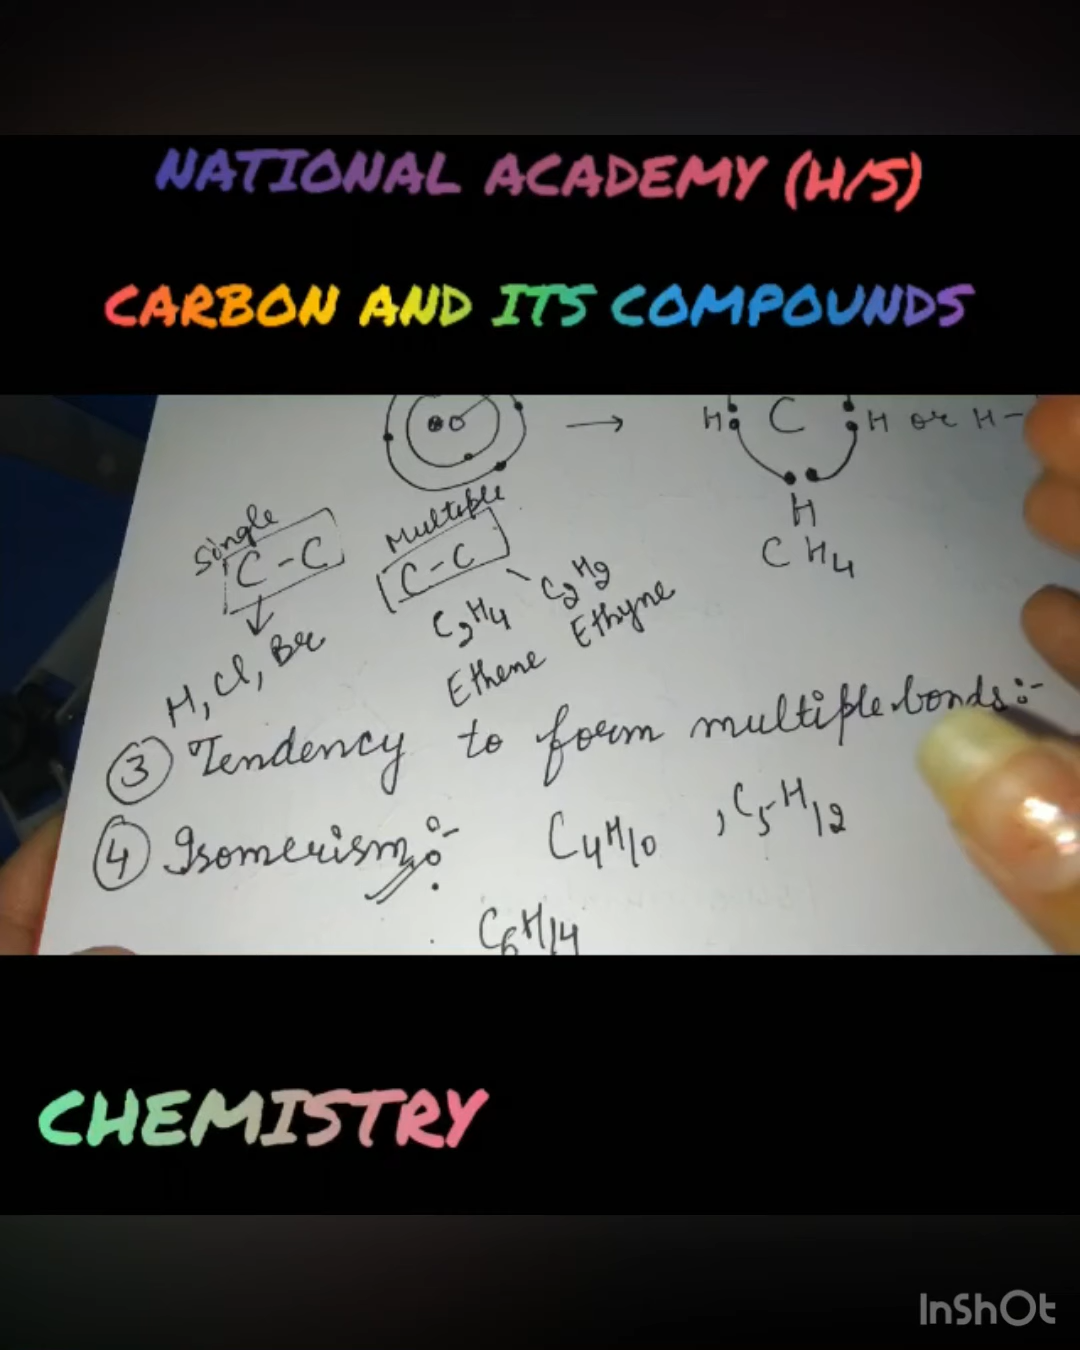 NATIONAL ACADEMY (H/S)
CARBON AND ITS COMPOUNDS
H C H or H-
H
CH4
Single
C-C
H, Cl, Br
Multiple
C-C
C2H4 C2H2
Ethene Ethyne
③ Tendency to form multiple bonds:-
④ Isomerism:- C4H10 , C5H12
C6H14
CHEMISTRY
InShOt